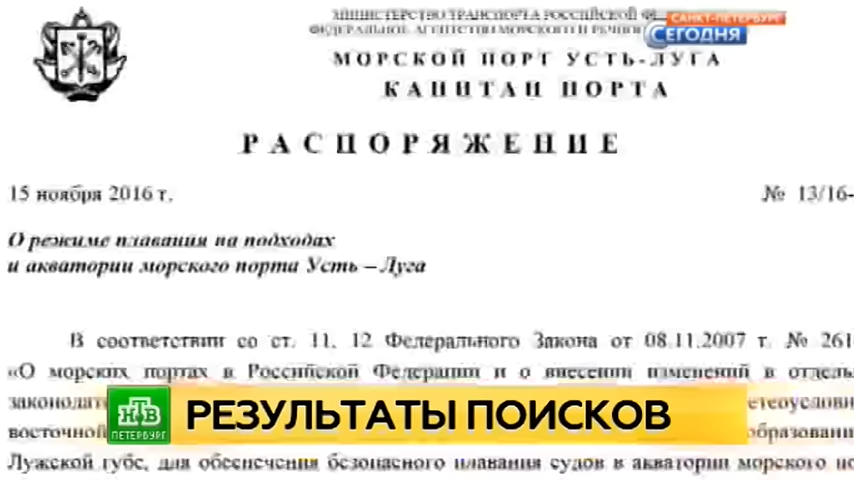 МИНИСТЕРСТВО ТРАНСПОРТА РОССИЙСКОЙ
САНКТ-ПЕТЕРБУРГ
СЕГОДНЯ
ФЕДЕРАЛЬНОЕ АГЕНТСТВО МОРСКОГО И
МОРСКОЙ ПОРТ УСТЬ-ЛУГА
КАПИТАН ПОРТА
РАСПОРЯЖЕНИЕ
15 ноября 2016 г.
№ 13/16-
О режиме плавания на подходах
и акватории морского порта Усть – Луга
В соответствии со ст. 11, 12 Федерального Закона от 08.11.2007 г. № 261
«О морских портах в Российской Федерации и о внесении изменений в отдель
законодате
НТВ
ПЕТЕРБУРГ
РЕЗУЛЬТАТЫ ПОИСКОВ
етеоуслови
восточной
образовани
Лужской губе, для обеспечения безопасного плавания судов в акватории морского по